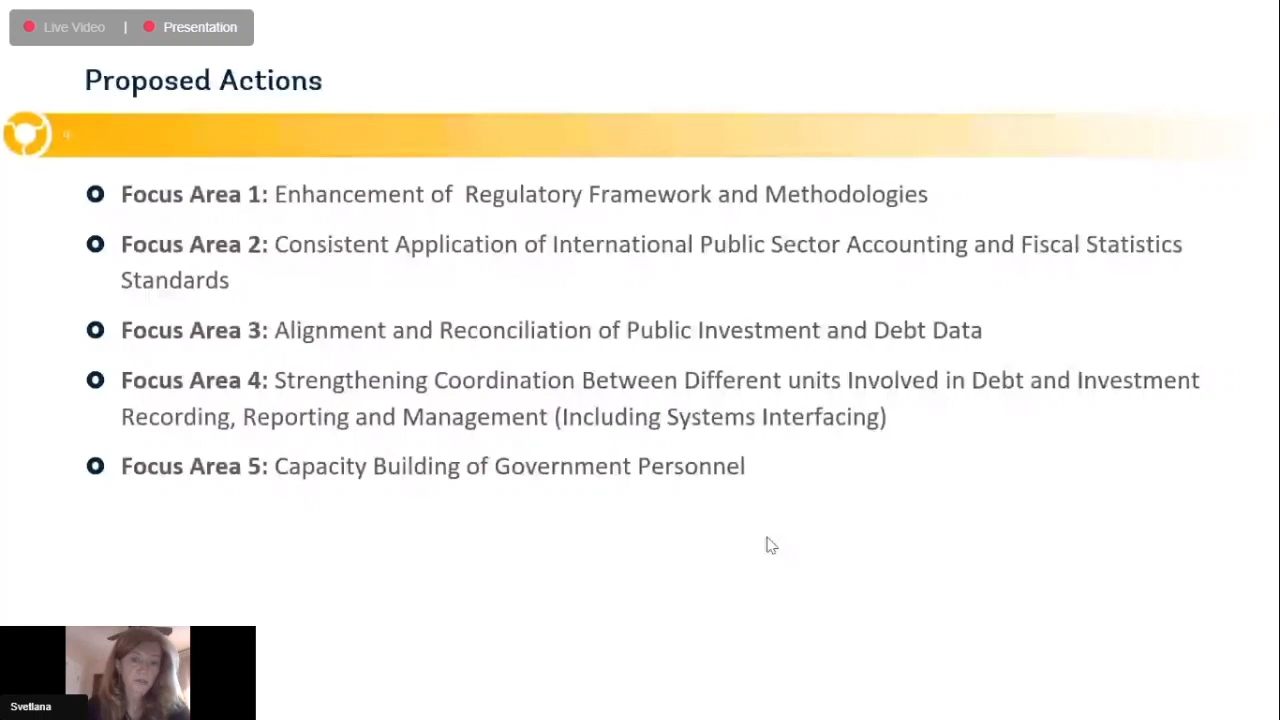 Live Video | Presentation
Proposed Actions
Focus Area 1: Enhancement of Regulatory Framework and Methodologies
Focus Area 2: Consistent Application of International Public Sector Accounting and Fiscal Statistics
Standards
Focus Area 3: Alignment and Reconciliation of Public Investment and Debt Data
Focus Area 4: Strengthening Coordination Between Different units Involved in Debt and Investment
Recording, Reporting and Management (Including Systems Interfacing)
Focus Area 5: Capacity Building of Government Personnel
Svetlana